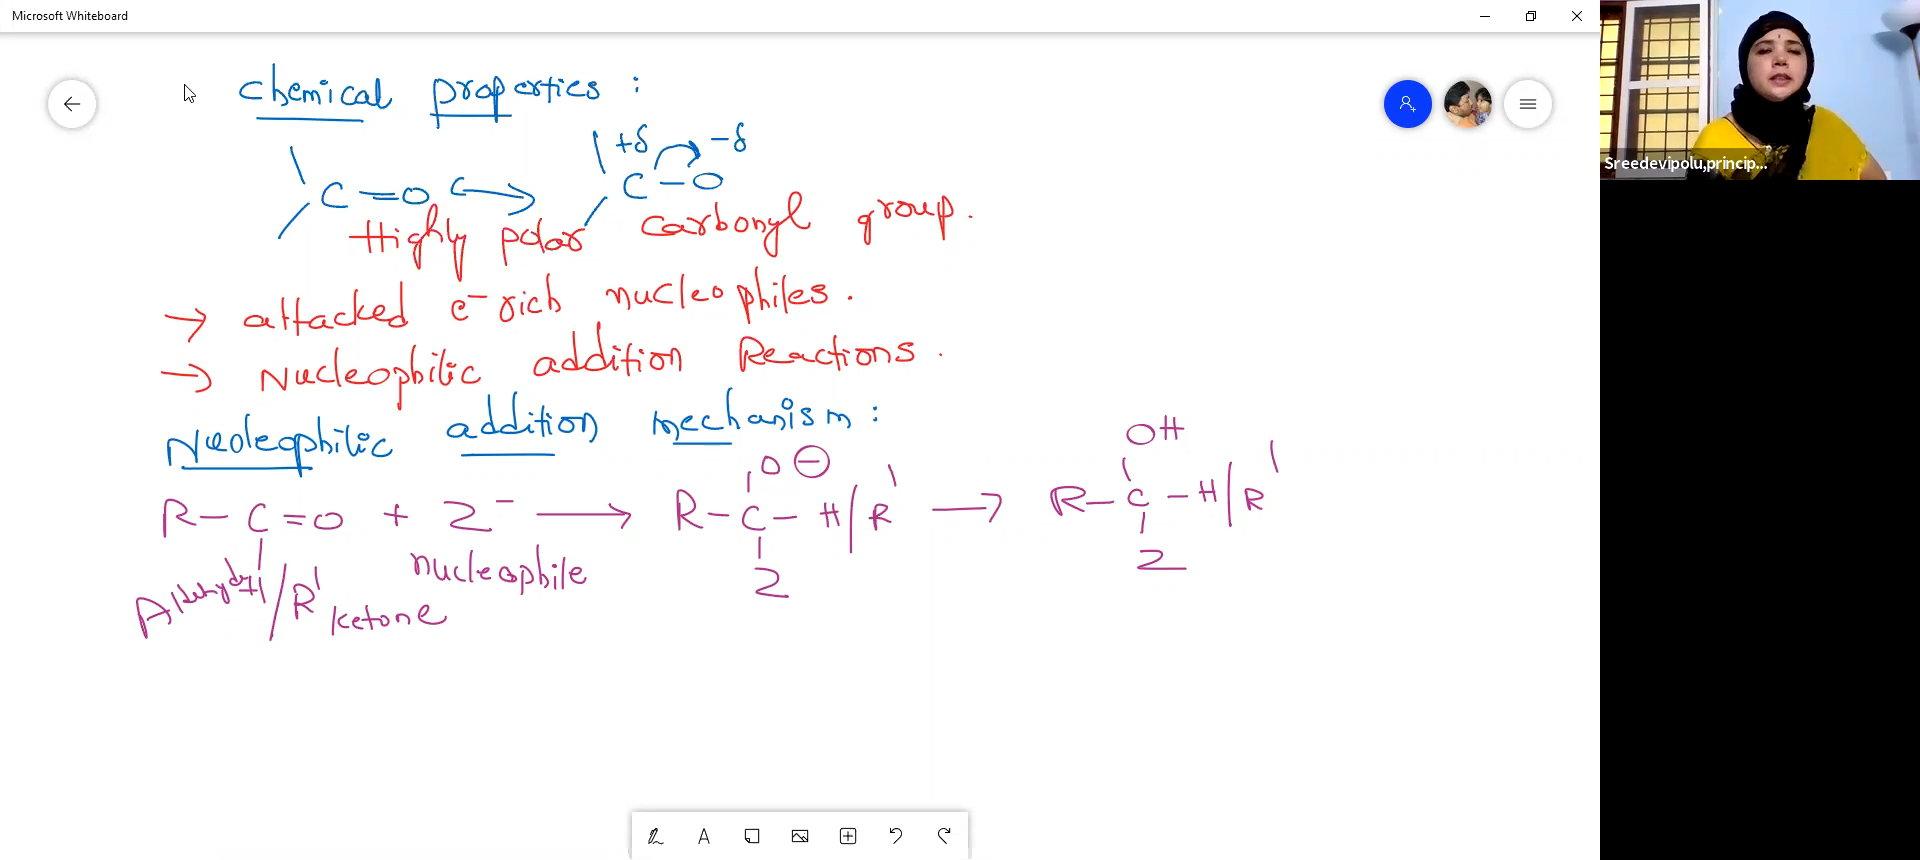 Microsoft Whiteboard
Chemical properties :
+δ -δ
C=O ⟷ C-O
Highly polar carbonyl group.
→ attacked e⁻ rich nucleophiles.
→ Nucleophilic addition Reactions.
Nucleophilic addition mechanism:
O⊖ OH
R-C=O + Z⁻ → R-C-H/R' → R-C-H/R'
nucleophile Z Z
Aldehyde H/R' ketone
Sreedevipolu,princip...